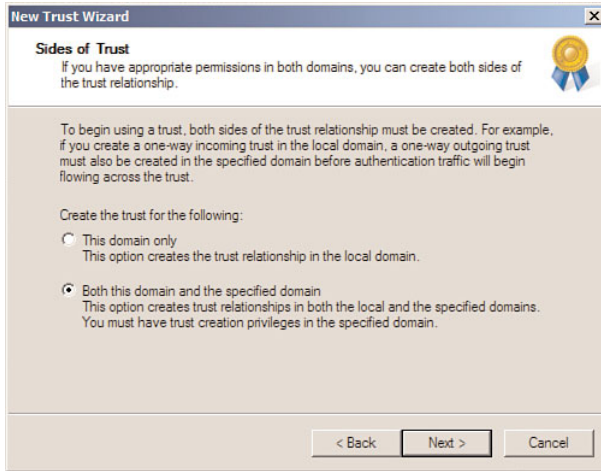 New Trust Wizard
Sides of Trust
If you have appropriate permissions in both domains, you can create both sides of
the trust relationship.
To begin using a trust, both sides of the trust relationship must be created. For example,
if you create a one-way incoming trust in the local domain, a one-way outgoing trust
must also be created in the specified domain before authentication traffic will begin
flowing across the trust.
Create the trust for the following:
This domain only
This option creates the trust relationship in the local domain.
Both this domain and the specified domain
This option creates trust relationships in both the local and the specified domains.
You must have trust creation privileges in the specified domain.
< Back
Next >
Cancel